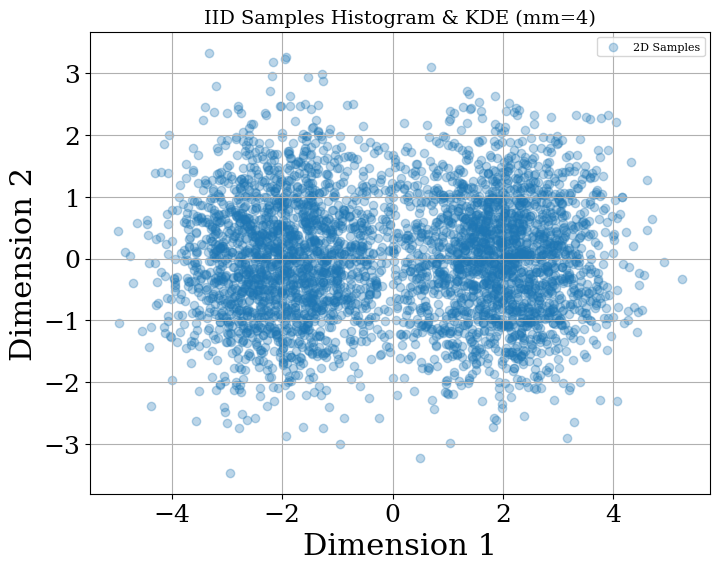 IID Samples Histogram & KDE (mm=4)
2D Samples
3
2
1
0
−1
−2
−3
Dimension 2
−4 −2 0 2 4
Dimension 1